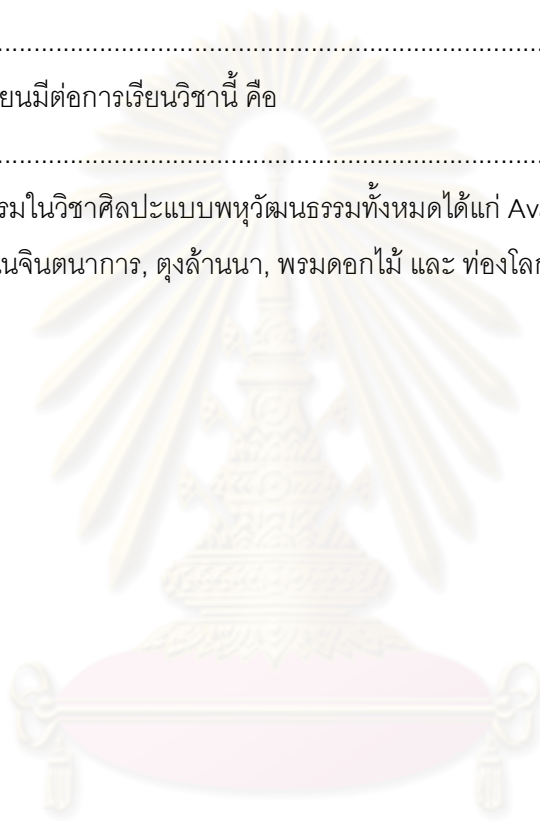 ........................................................................................
ยนมีต่อการเรียนวิชานี้ คือ
........................................................................................
รมในวิชาศิลปะแบบพหุวัฒนธรรมทั้งหมดได้แก่ Av
นจินตนาการ, ตุงล้านนา, พรมดอกไม้ และ ท่องโลก